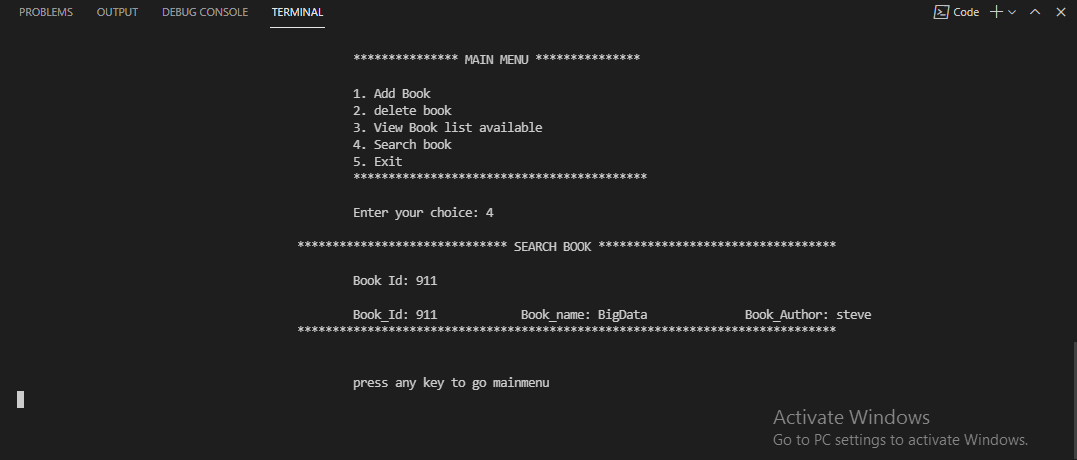 PROBLEMS OUTPUT DEBUG CONSOLE TERMINAL Code
*************** MAIN MENU ***************
1. Add Book
2. delete book
3. View Book list available
4. Search book
5. Exit
******************************************
Enter your choice: 4
****************************** SEARCH BOOK **********************************
Book Id: 911
Book_Id: 911 Book_name: BigData Book_Author: steve
*****************************************************************************
press any key to go mainmenu
Activate Windows
Go to PC settings to activate Windows.